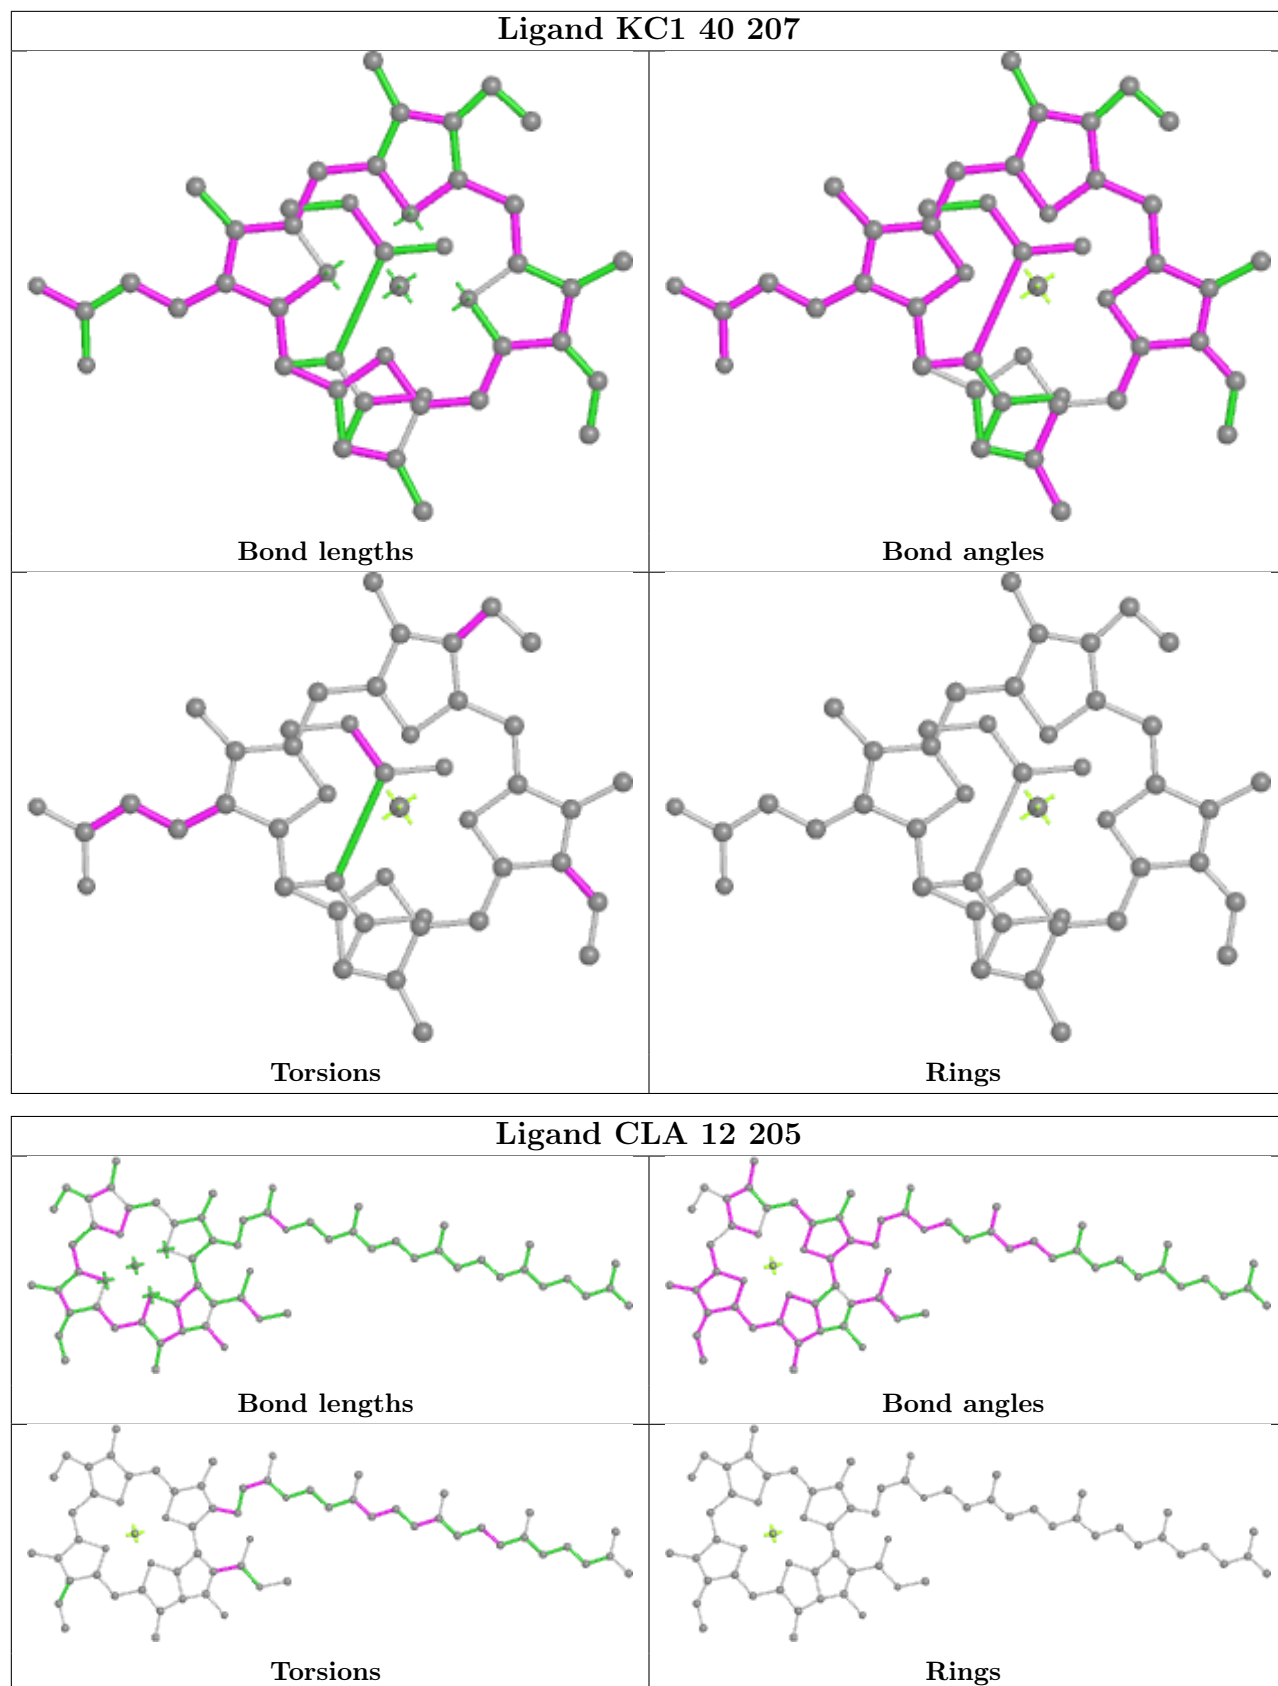 Ligand KC1 40 207
Bond lengths
Bond angles
Torsions
Rings
Ligand CLA 12 205
Bond lengths
Bond angles
Torsions
Rings